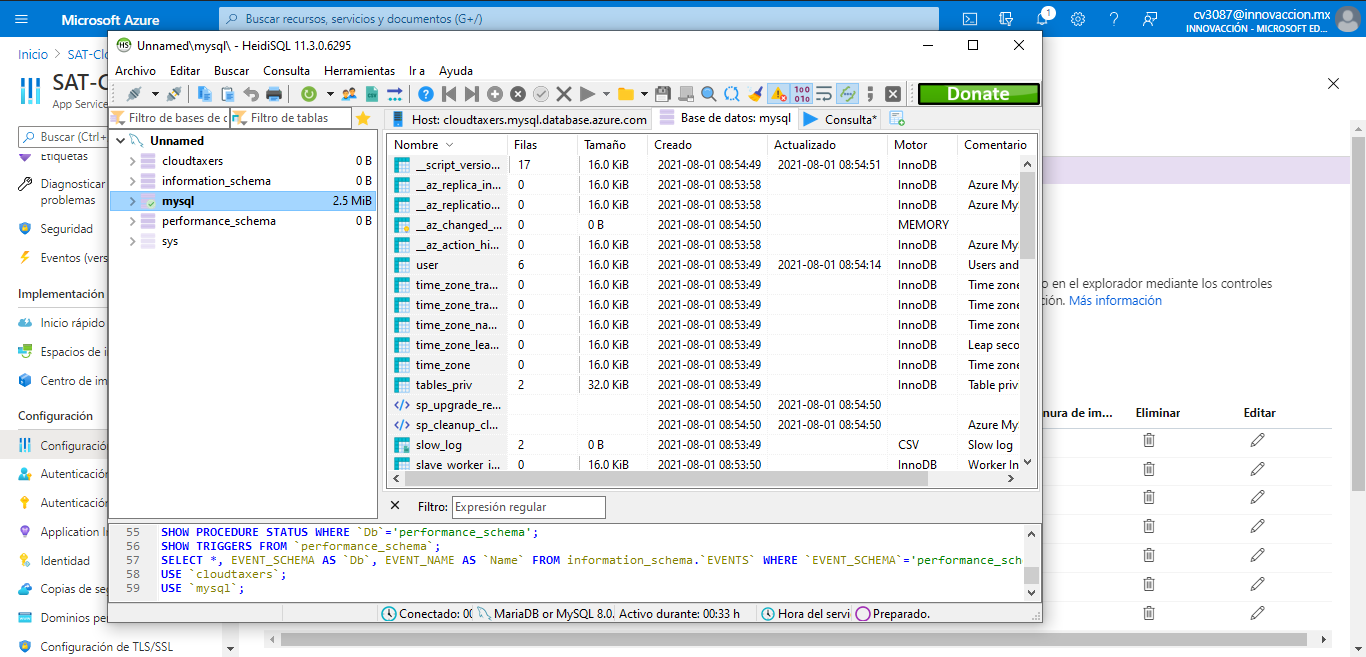 Microsoft Azure
Buscar recursos, servicios y documentos (G+/)
1
cv3087@innovaccion.mx
INNOVACCIÓN - MICROSOFT ED...
Inicio > SAT-Clo
SAT-C
App Service
Buscar (Ctrl+
Etiquetas
Diagnosticar
problemas
Seguridad
Eventos (vers
Implementación
Inicio rápido
Espacios de i
Centro de im
Configuración
Configuració
Autenticación
Autenticación
Application In
Identidad
Copias de seg
Dominios per
Configuración de TLS/SSL
Unnamed\mysql\ - HeidiSQL 11.3.0.6295
Archivo Editar Buscar Consulta Herramientas Ir a Ayuda
Donate
Filtro de bases de d
Filtro de tablas
Host: cloudtaxers.mysql.database.azure.com
Base de datos: mysql
Consulta*
Unnamed
cloudtaxers 0 B
information_schema 0 B
mysql 2.5 MiB
performance_schema 0 B
sys
Nombre Filas Tamaño Creado Actualizado Motor Comentario
__script_versio... 17 16.0 KiB 2021-08-01 08:54:49 2021-08-01 08:54:51 InnoDB
__az_replica_in... 0 16.0 KiB 2021-08-01 08:53:58 InnoDB Azure My
__az_replicatio... 0 16.0 KiB 2021-08-01 08:53:58 InnoDB Azure My
__az_changed_... 0 0 B 2021-08-01 08:54:50 MEMORY
__az_action_hi... 0 16.0 KiB 2021-08-01 08:53:58 InnoDB Azure My
user 6 16.0 KiB 2021-08-01 08:53:49 2021-08-01 08:54:14 InnoDB Users and
time_zone_tra... 0 16.0 KiB 2021-08-01 08:53:49 InnoDB Time zone
time_zone_tra... 0 16.0 KiB 2021-08-01 08:53:49 InnoDB Time zone
time_zone_na... 0 16.0 KiB 2021-08-01 08:53:49 InnoDB Time zone
time_zone_lea... 0 16.0 KiB 2021-08-01 08:53:49 InnoDB Leap seco
time_zone 0 16.0 KiB 2021-08-01 08:53:49 InnoDB Time zone
tables_priv 2 32.0 KiB 2021-08-01 08:53:49 InnoDB Table priv
sp_upgrade_re... 2021-08-01 08:54:50 2021-08-01 08:54:50
sp_cleanup_cl... 2021-08-01 08:54:50 2021-08-01 08:54:50 Azure My
slow_log 2 0 B 2021-08-01 08:53:49 CSV Slow log
slave_worker_i... 0 16.0 KiB 2021-08-01 08:53:50 InnoDB Worker In
Filtro: Expresión regular
55 SHOW PROCEDURE STATUS WHERE `Db`='performance_schema';
56 SHOW TRIGGERS FROM `performance_schema`;
57 SELECT *, EVENT_SCHEMA AS `Db`, EVENT_NAME AS `Name` FROM information_schema.`EVENTS` WHERE `EVENT_SCHEMA`='performance_sch
58 USE `cloudtaxers`;
59 USE `mysql`;
Conectado: 00 MariaDB or MySQL 8.0. Activo durante: 00:33 h Hora del servi Preparado.
o en el explorador mediante los controles
ción. Más información
nura de im... Eliminar Editar